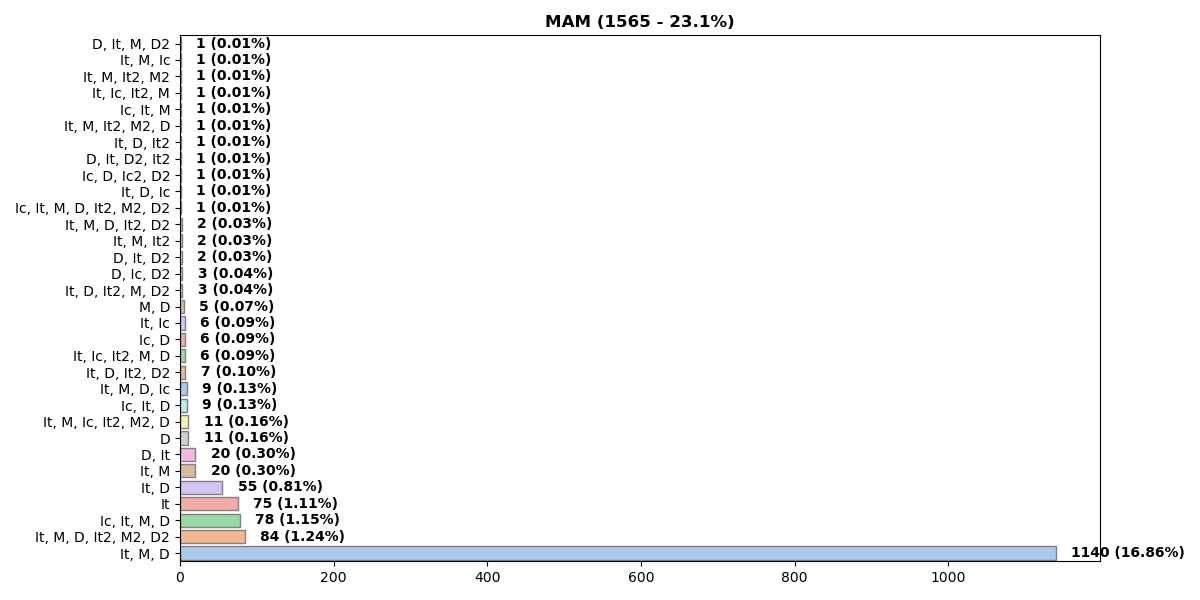 MAM (1565 - 23.1%)
D, It, M, D2 1 (0.01%)
It, M, Ic 1 (0.01%)
It, M, It2, M2 1 (0.01%)
It, Ic, It2, M 1 (0.01%)
Ic, It, M 1 (0.01%)
It, M, It2, M2, D 1 (0.01%)
It, D, It2 1 (0.01%)
D, It, D2, It2 1 (0.01%)
Ic, D, Ic2, D2 1 (0.01%)
It, D, Ic 1 (0.01%)
Ic, It, M, D, It2, M2, D2 1 (0.01%)
It, M, D, It2, D2 2 (0.03%)
It, M, It2 2 (0.03%)
D, It, D2 2 (0.03%)
D, Ic, D2 3 (0.04%)
It, D, It2, M, D2 3 (0.04%)
M, D 5 (0.07%)
It, Ic 6 (0.09%)
Ic, D 6 (0.09%)
It, Ic, It2, M, D 6 (0.09%)
It, D, It2, D2 7 (0.10%)
It, M, D, Ic 9 (0.13%)
Ic, It, D 9 (0.13%)
It, M, Ic, It2, M2, D 11 (0.16%)
D 11 (0.16%)
D, It 20 (0.30%)
It, M 20 (0.30%)
It, D 55 (0.81%)
It 75 (1.11%)
Ic, It, M, D 78 (1.15%)
It, M, D, It2, M2, D2 84 (1.24%)
It, M, D 1140 (16.86%)
0 200 400 600 800 1000